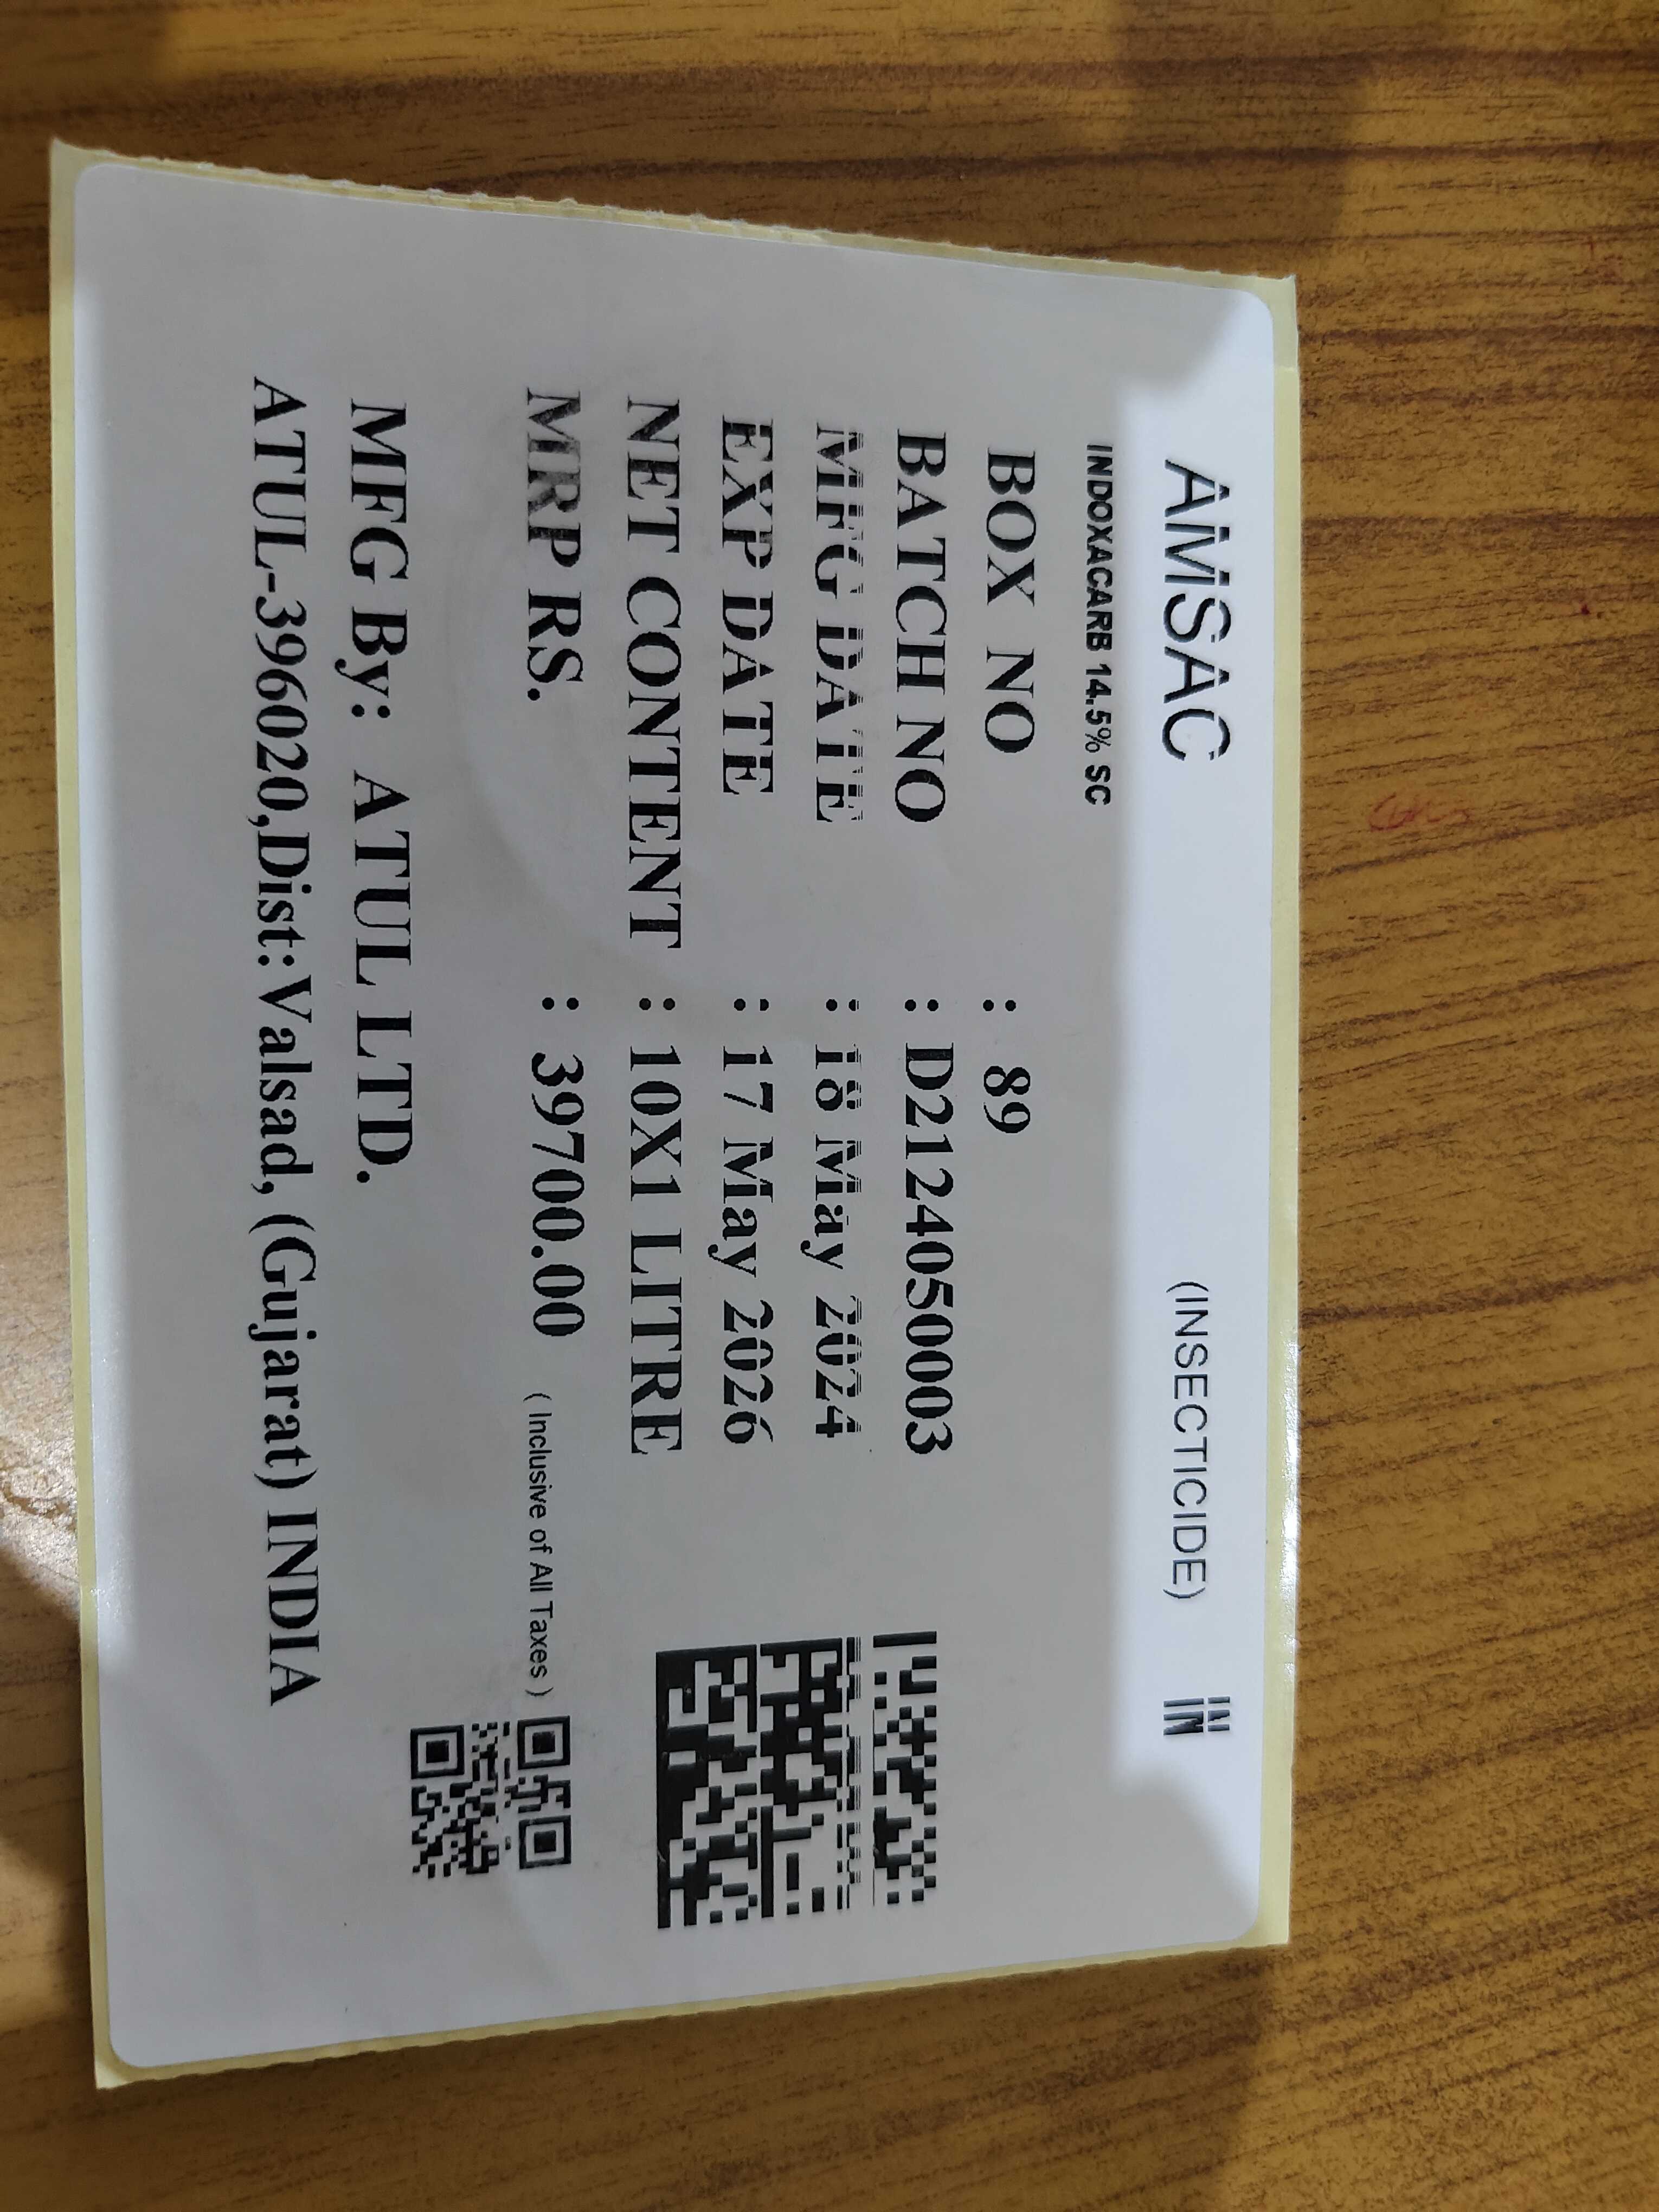 AMSAC (INSECTICIDE) IN
INDOXACARB 14.5% SC
BOX NO : 89
BATCH NO : D2124050003
MFG DATE : 18 May 2024
EXP DATE : 17 May 2026
NET CONTENT : 10X1 LITRE
MRP RS. : 39700.00 ( Inclusive of All Taxes )
MFG By: ATUL LTD.
ATUL-396020,Dist:Valsad, (Gujarat) INDIA